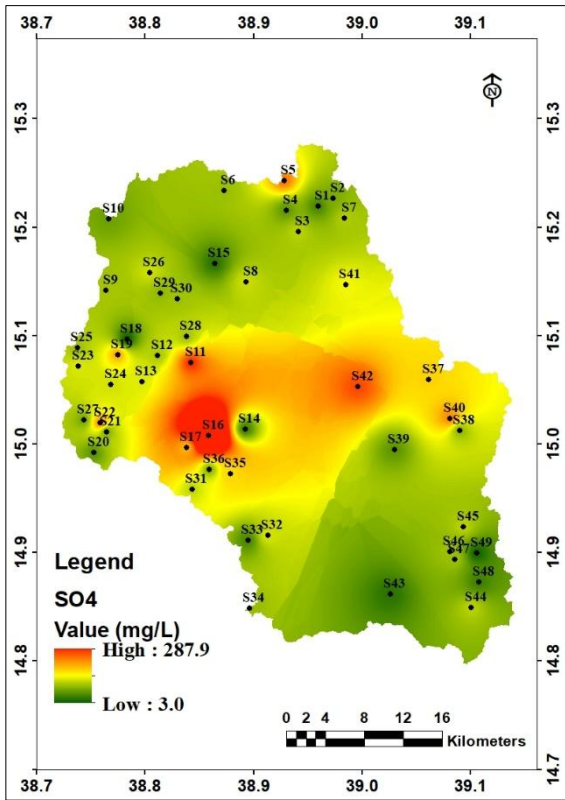 38.7 38.8 38.9 39.0 39.1
N
15.3 15.3
S5
S6 S2
S4 S1
S10 S7
15.2 S3 15.2
S15
S26 S8
S9 S29 S41
S30
15.1 S18 S28 15.1
S25 S19 S12
S23 S11
S24 S13 S42 S37
S27 S22 S40
15.0 S21 S16 S14 S38 15.0
S20 S17 S39
S36 S35
S31
S45
S33 S32 S46 S49
14.9 S47 14.9
Legend S48
SO4 S43
S34 S44
Value (mg/L)
High : 287.9
14.8 14.8
Low : 3.0
0 2 4 8 12 16
Kilometers
14.7 14.7
38.7 38.8 38.9 39.0 39.1